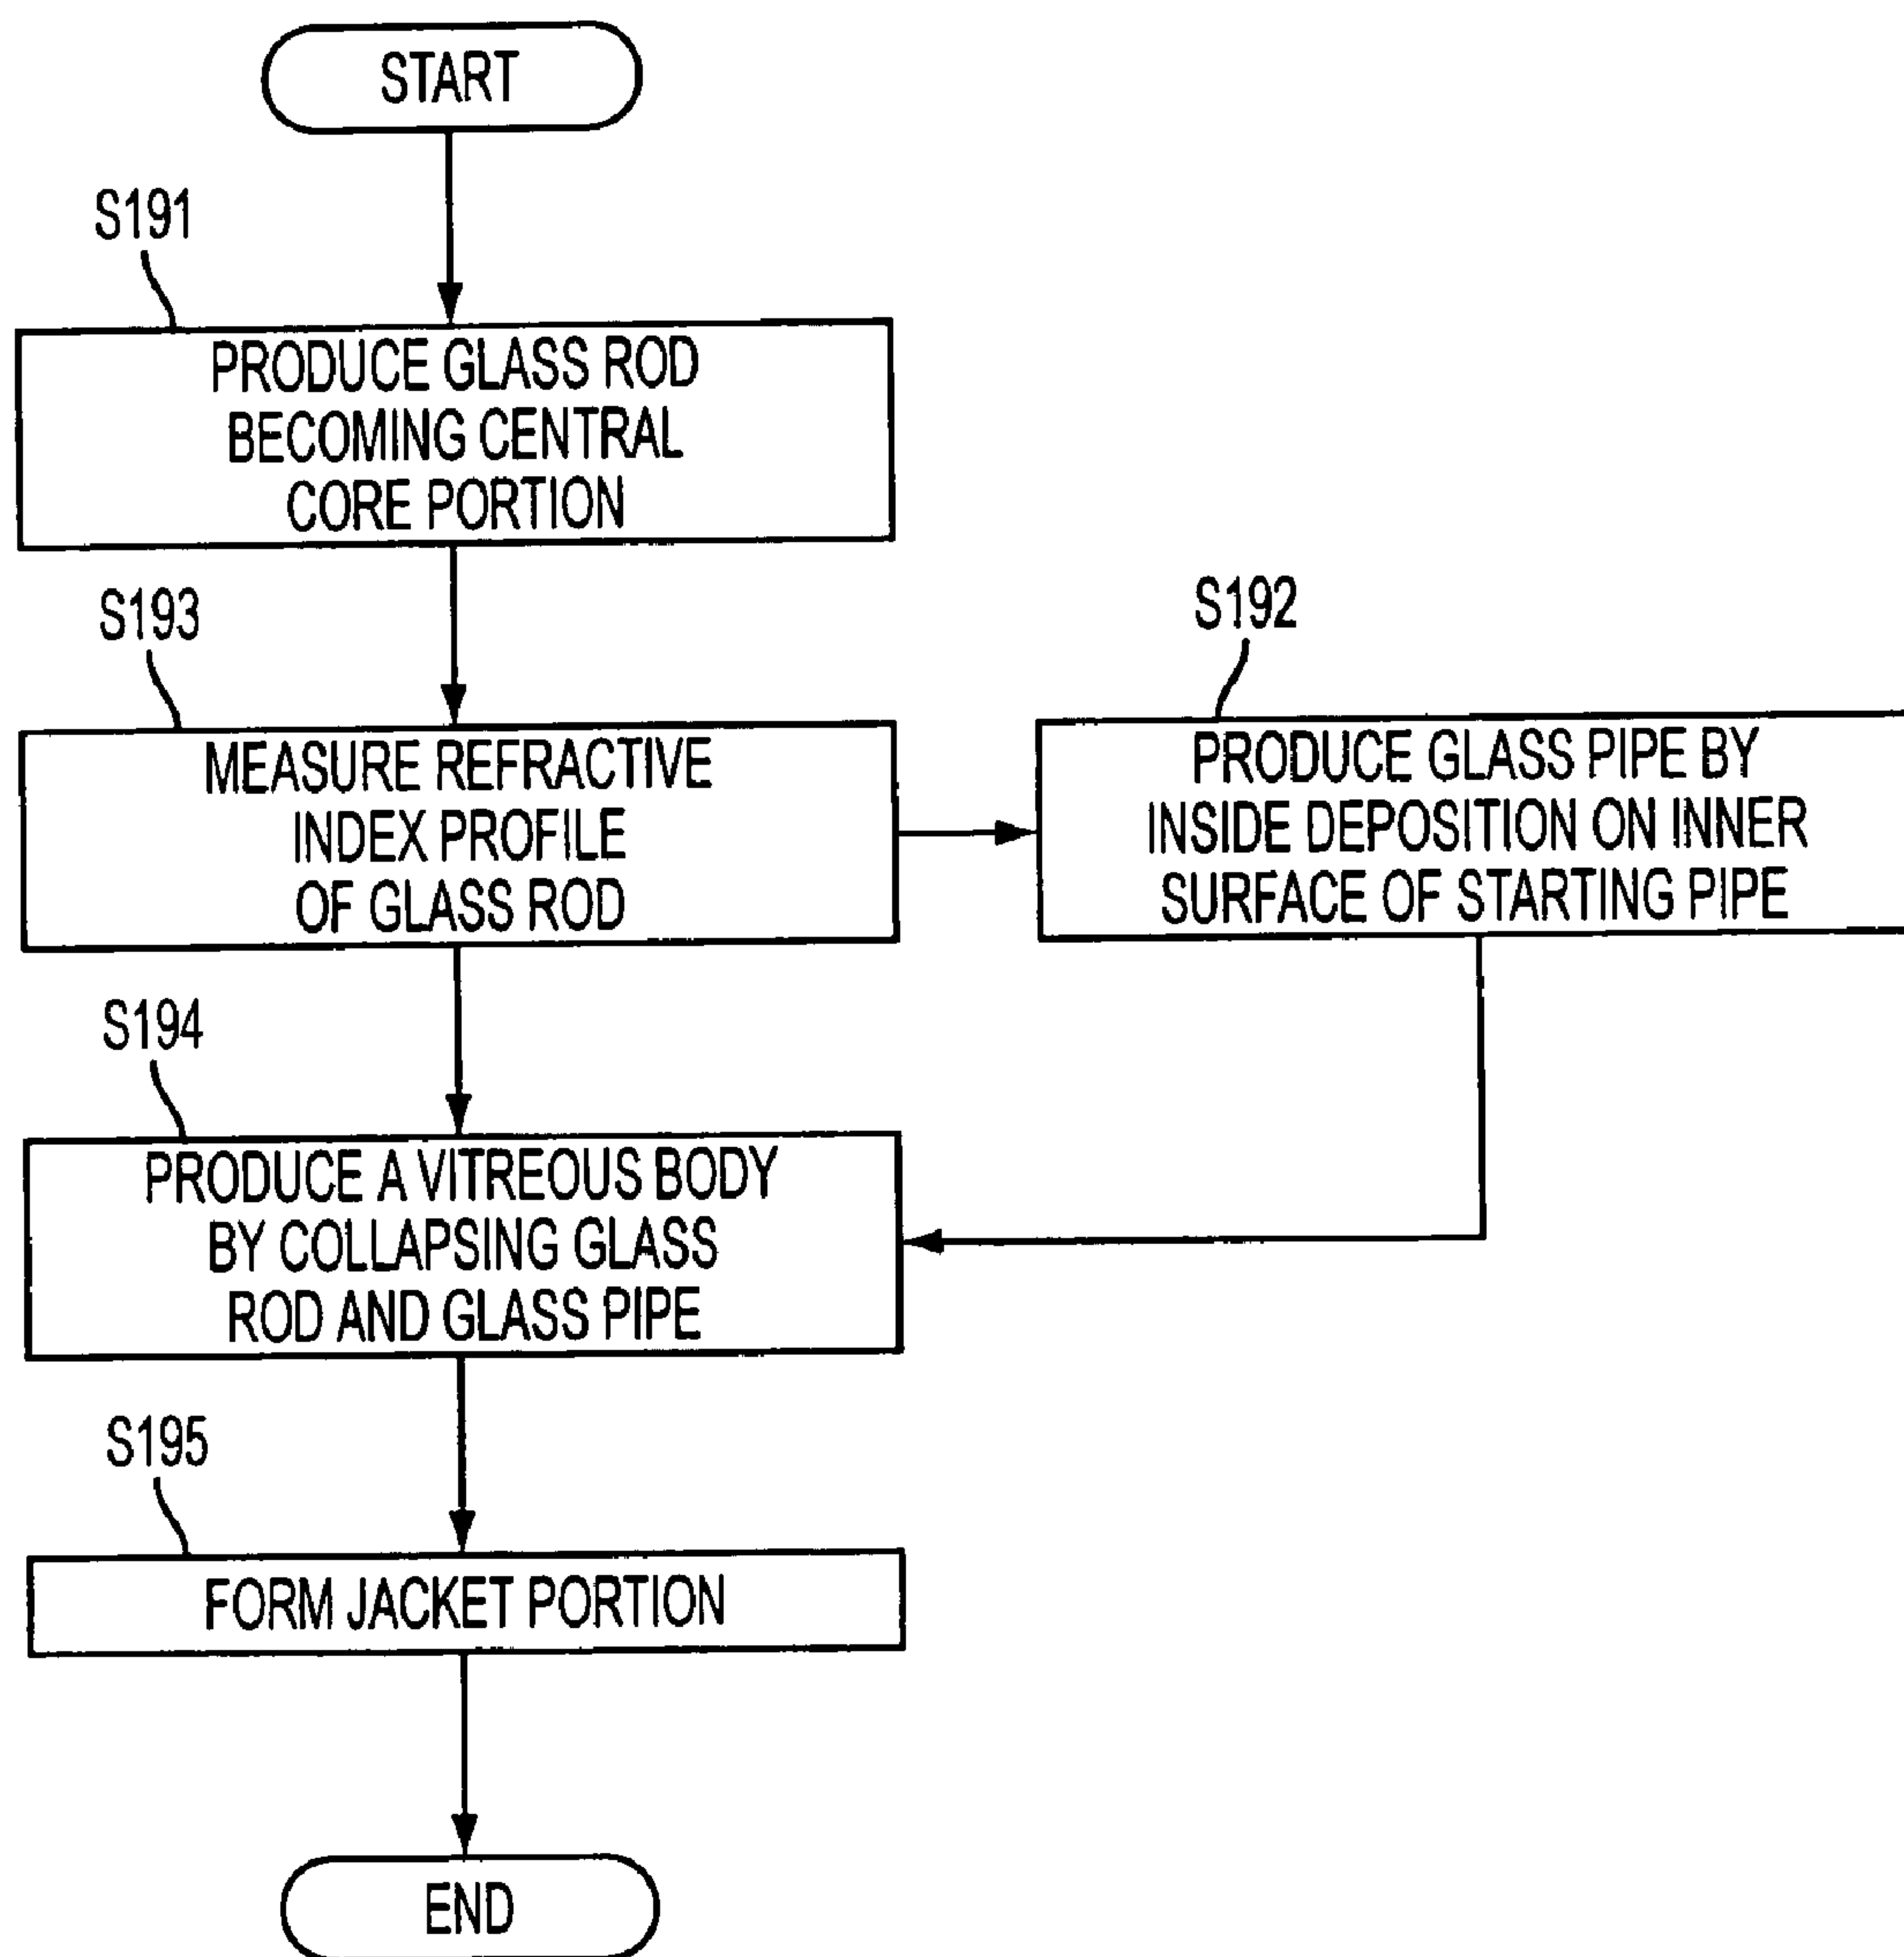 START
S191
PRODUCE GLASS ROD
BECOMING CENTRAL
CORE PORTION
S193
MEASURE REFRACTIVE
INDEX PROFILE
OF GLASS ROD
S192
PRODUCE GLASS PIPE BY
INSIDE DEPOSITION ON INNER
SURFACE OF STARTING PIPE
S194
PRODUCE A VITREOUS BODY
BY COLLAPSING GLASS
ROD AND GLASS PIPE
S195
FORM JACKET PORTION
END